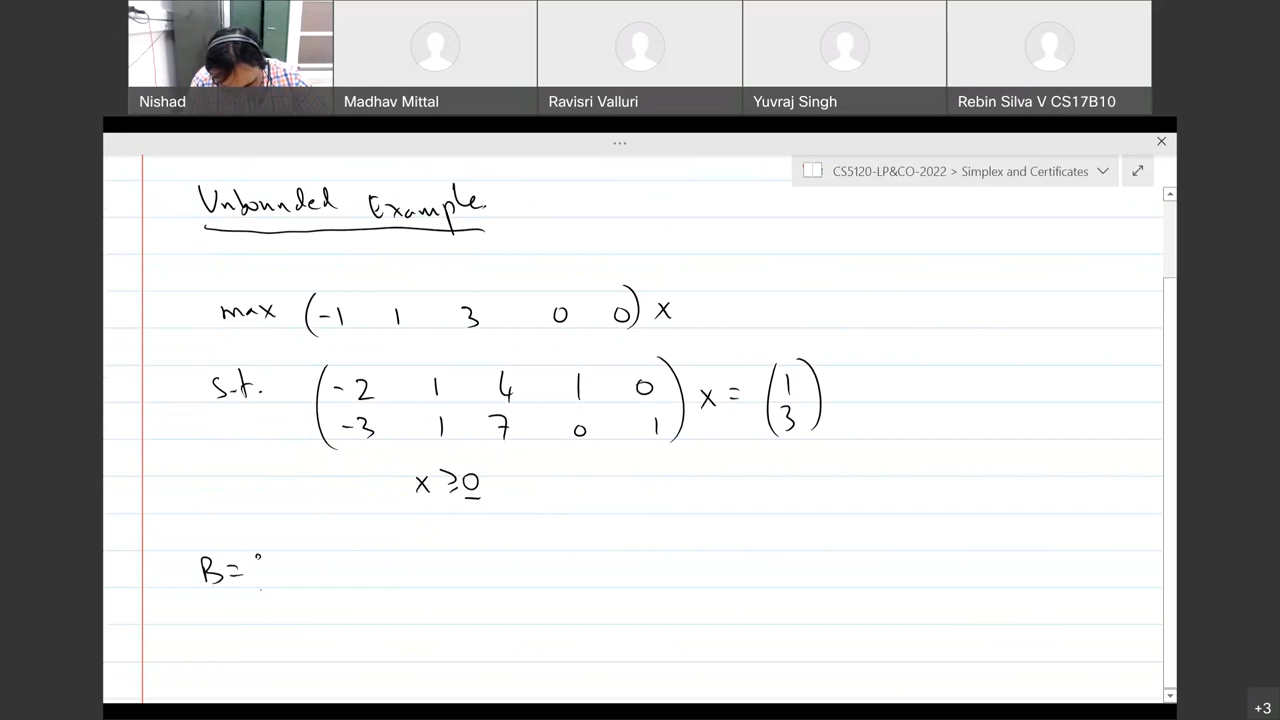 Nishad
Madhav Mittal
Ravisri Valluri
Yuvraj Singh
Rebin Silva V CS17B10
CS5120-LP&CO-2022 > Simplex and Certificates
Unbounded Example.
max (-1 1 3 0 0) x
s.t. (-2 1 4 1 0
-3 1 7 0 1) x = (1
3)
x ≥ 0
B =
+3